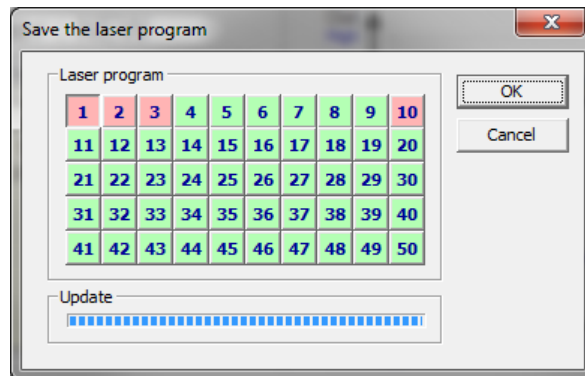 Save the laser program
Laser program
1 2 3 4 5 6 7 8 9 10
11 12 13 14 15 16 17 18 19 20
21 22 23 24 25 26 27 28 29 30
31 32 33 34 35 36 37 38 39 40
41 42 43 44 45 46 47 48 49 50
OK
Cancel
Update